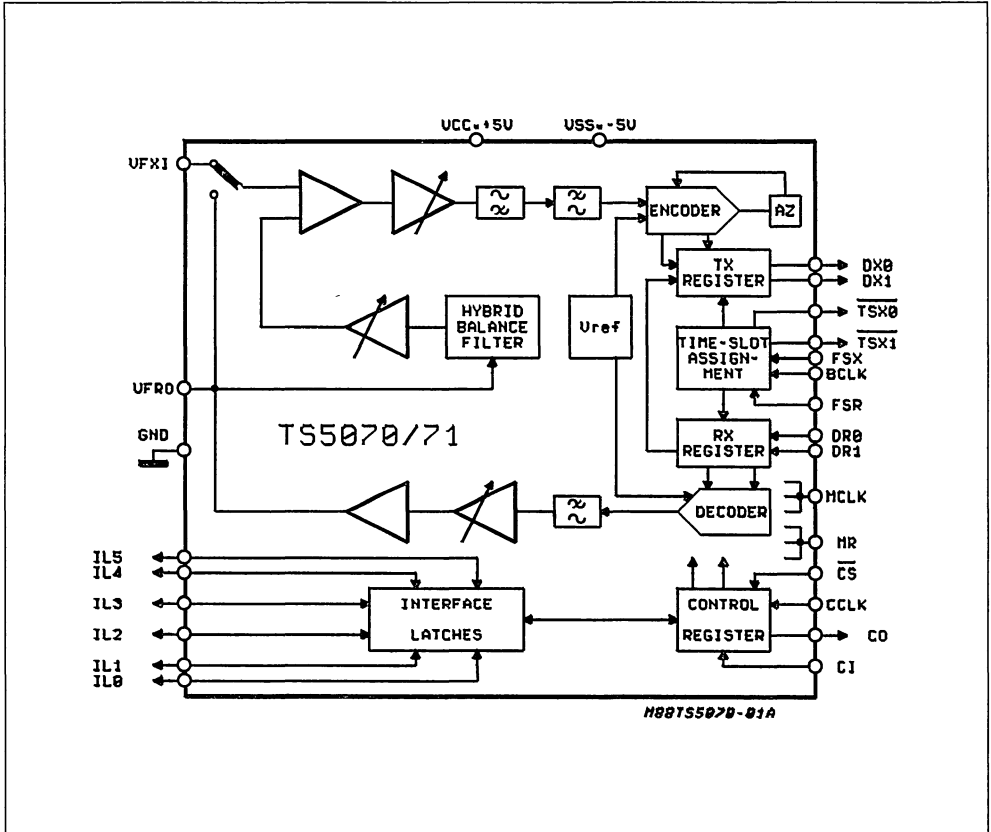 VCC=+5V
VSS=-5V
VFXI
ENCODER
AZ
TX
REGISTER
DX0
DX1
TSX0
TSX1
TIME-SLOT
ASSIGN-
MENT
FSX
BCLK
FSR
HYBRID
BALANCE
FILTER
Vref
VFRO
GND
TS5070/71
RX
REGISTER
DR0
DR1
DECODER
MCLK
MR
CS
CCLK
CO
CI
IL5
IL4
IL3
IL2
IL1
IL0
INTERFACE
LATCHES
CONTROL
REGISTER
M88TS5070-01A